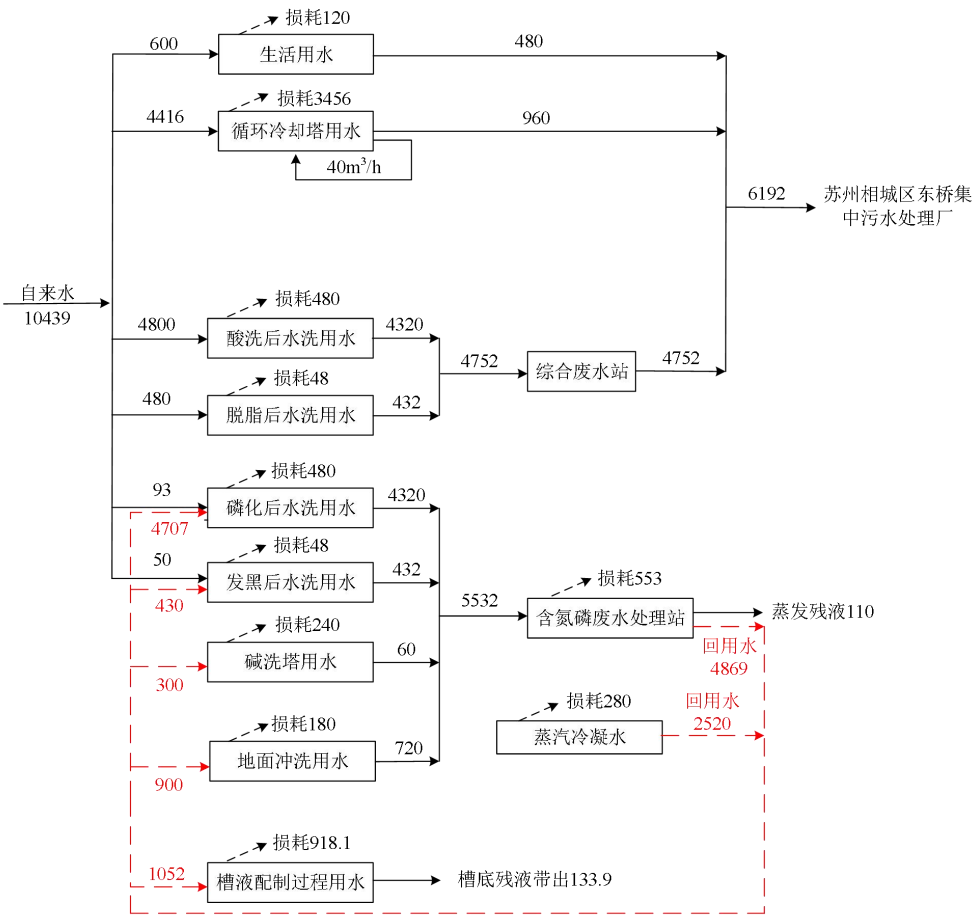 损耗120
600
生活用水
480
损耗3456
4416
循环冷却塔用水
960
40m³/h
6192
苏州相城区东桥集
中污水处理厂
自来水
10439
损耗480
4800
酸洗后水洗用水
4320
4752
综合废水站
4752
损耗48
480
脱脂后水洗用水
432
损耗480
93
磷化后水洗用水
4320
4707
损耗48
50
发黑后水洗用水
432
430
5532
损耗553
含氮磷废水处理站
蒸发残液110
回用水
4869
损耗240
碱洗塔用水
60
300
损耗280
蒸汽冷凝水
回用水
2520
损耗180
地面冲洗用水
720
900
损耗918.1
1052
槽液配制过程用水
槽底残液带出133.9